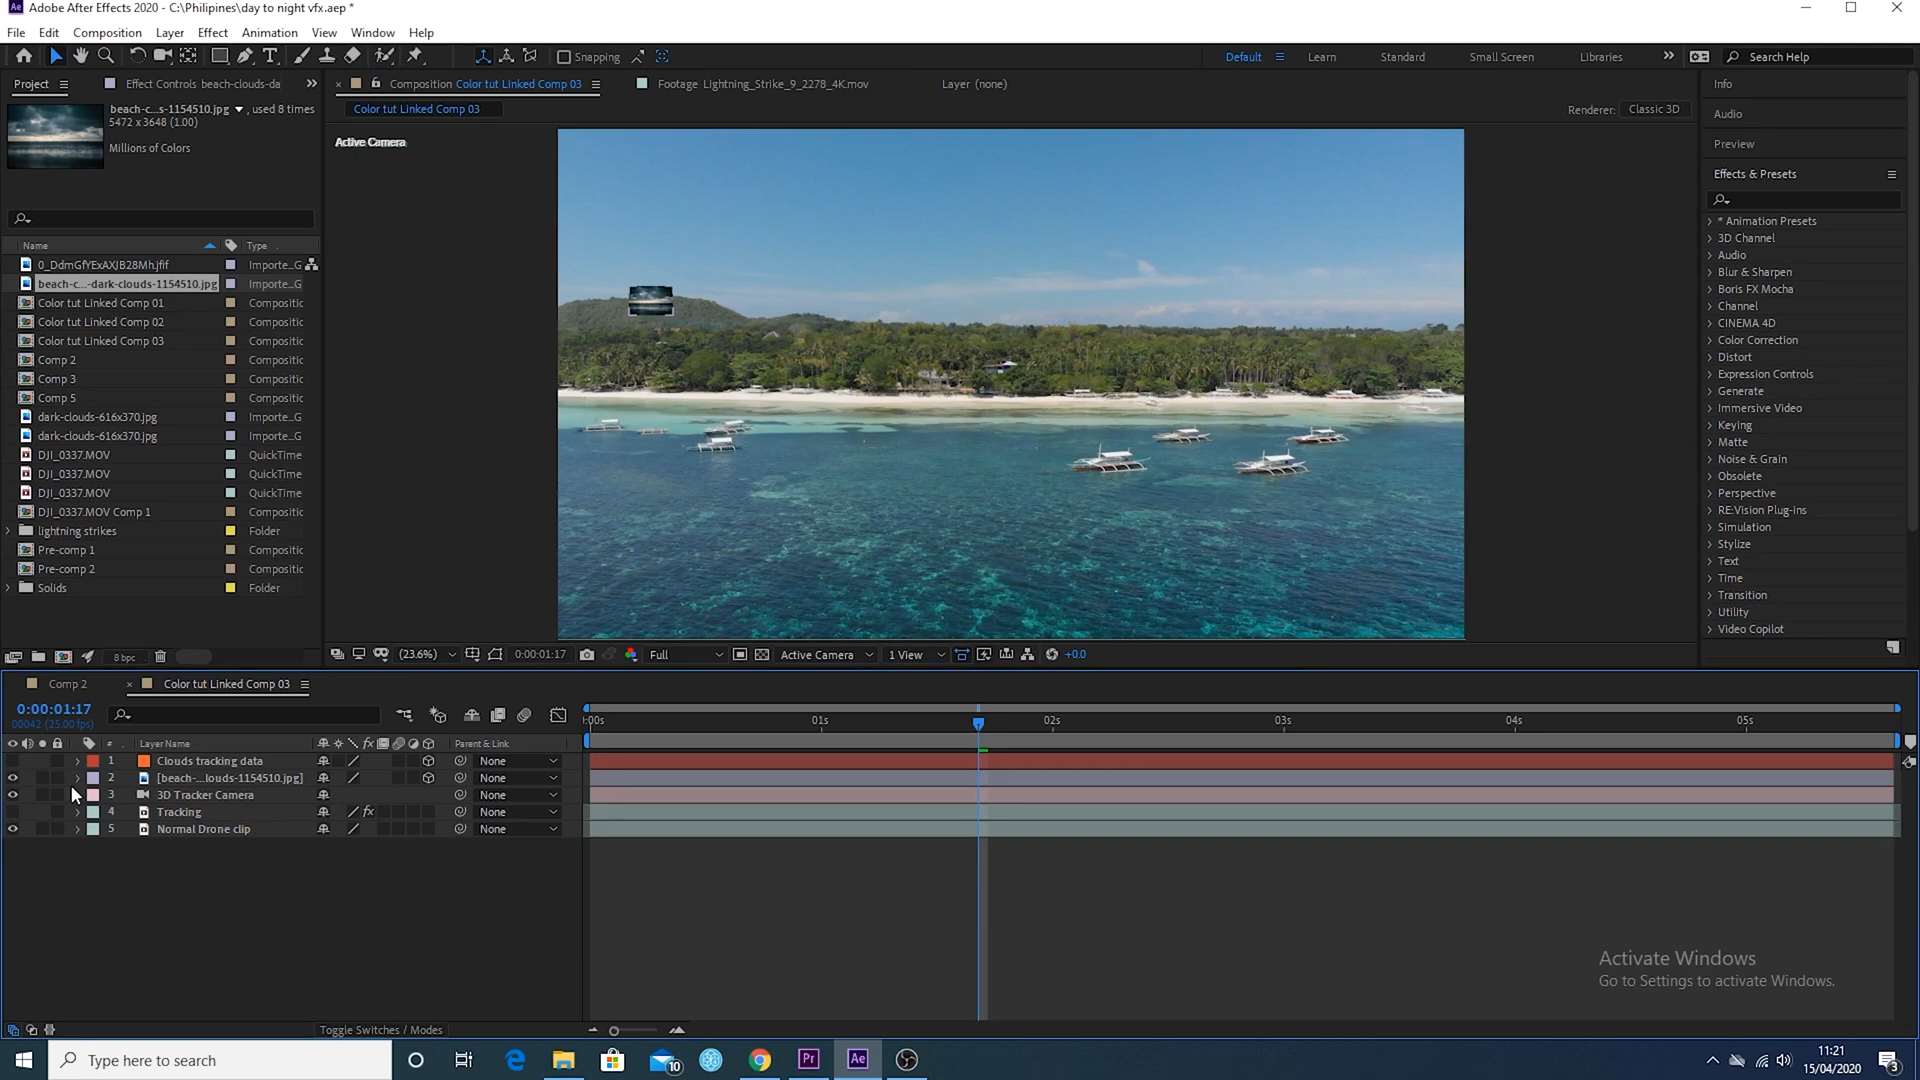 Adobe After Effects 2020 - C:\Philipines\day to night vfx.aep *
File Edit Composition Layer Effect Animation View Window Help
Snapping Default Learn Standard Small Screen Libraries Search Help
Project Effect Controls beach-clouds-da
Composition Color tut Linked Comp 03 Footage Lightning_Strike_9_2278_4K.mov Layer (none)
beach-c...s-1154510.jpg , used 8 times
5472 x 3648 (1.00)
Millions of Colors
Color tut Linked Comp 03
Renderer: Classic 3D
Active Camera
Name Type
0_DdmGfYExAXJB28Mh.jfif Importe...G
beach-c...-dark-clouds-1154510.jpg Importe...G
Color tut Linked Comp 01 Compositic
Color tut Linked Comp 02 Compositic
Color tut Linked Comp 03 Compositic
Comp 2 Compositic
Comp 3 Compositic
Comp 5 Compositic
dark-clouds-616x370.jpg Importe...G
dark-clouds-616x370.jpg Importe...G
DJI_0337.MOV QuickTime
DJI_0337.MOV QuickTime
DJI_0337.MOV QuickTime
DJI_0337.MOV Comp 1 Compositic
lightning strikes Folder
Pre-comp 1 Compositic
Pre-comp 2 Compositic
Solids Folder
8 bpc
(23.6%) 0:00:01:17 Full Active Camera 1 View +0.0
Info
Audio
Preview
Effects & Presets
* Animation Presets
3D Channel
Audio
Blur & Sharpen
Boris FX Mocha
Channel
CINEMA 4D
Color Correction
Distort
Expression Controls
Generate
Immersive Video
Keying
Matte
Noise & Grain
Obsolete
Perspective
RE:Vision Plug-ins
Simulation
Stylize
Text
Time
Transition
Utility
Video Copilot
Comp 2 Color tut Linked Comp 03
0:00:01:17
00042 (25.00 fps)
:00s 01s 02s 03s 04s 05s
# Layer Name fx Parent & Link
1 Clouds tracking data None
2 [beach-...louds-1154510.jpg] None
3 3D Tracker Camera None
4 Tracking fx None
5 Normal Drone clip None
Activate Windows
Go to Settings to activate Windows.
Toggle Switches / Modes
Type here to search
10
Pr
Ae
11:21
15/04/2020
3